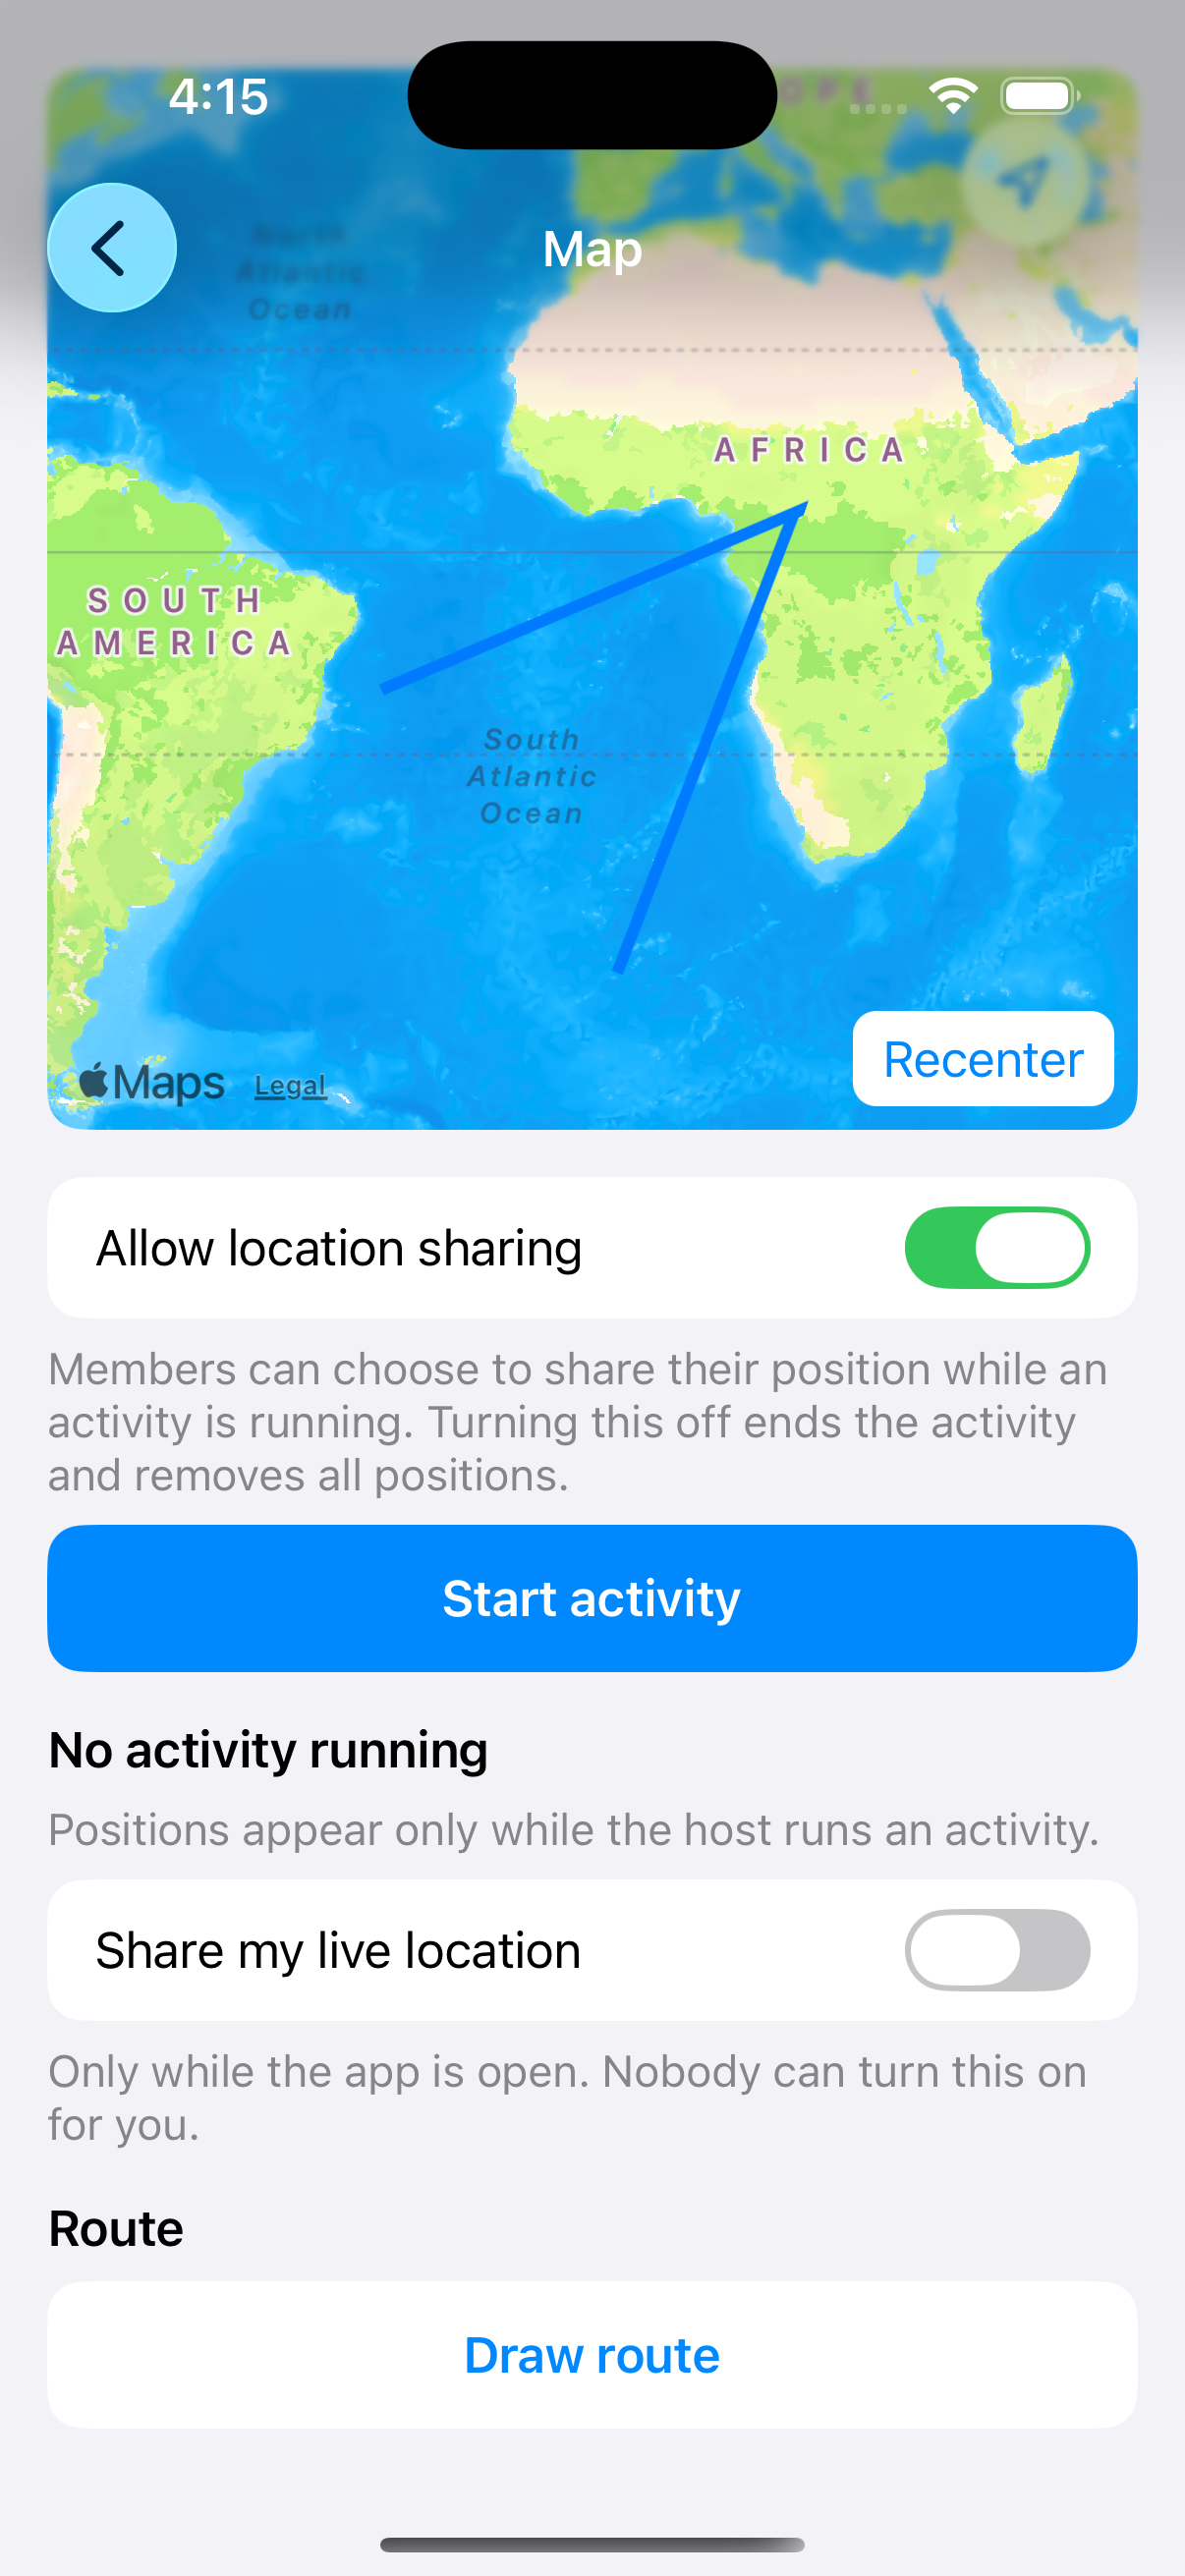 4:15
Map
North
Atlantic
Ocean
AFRICA
SOUTH
AMERICA
South
Atlantic
Ocean
Recenter
Maps Legal
Allow location sharing
Members can choose to share their position while an
activity is running. Turning this off ends the activity
and removes all positions.
Start activity
No activity running
Positions appear only while the host runs an activity.
Share my live location
Only while the app is open. Nobody can turn this on
for you.
Route
Draw route